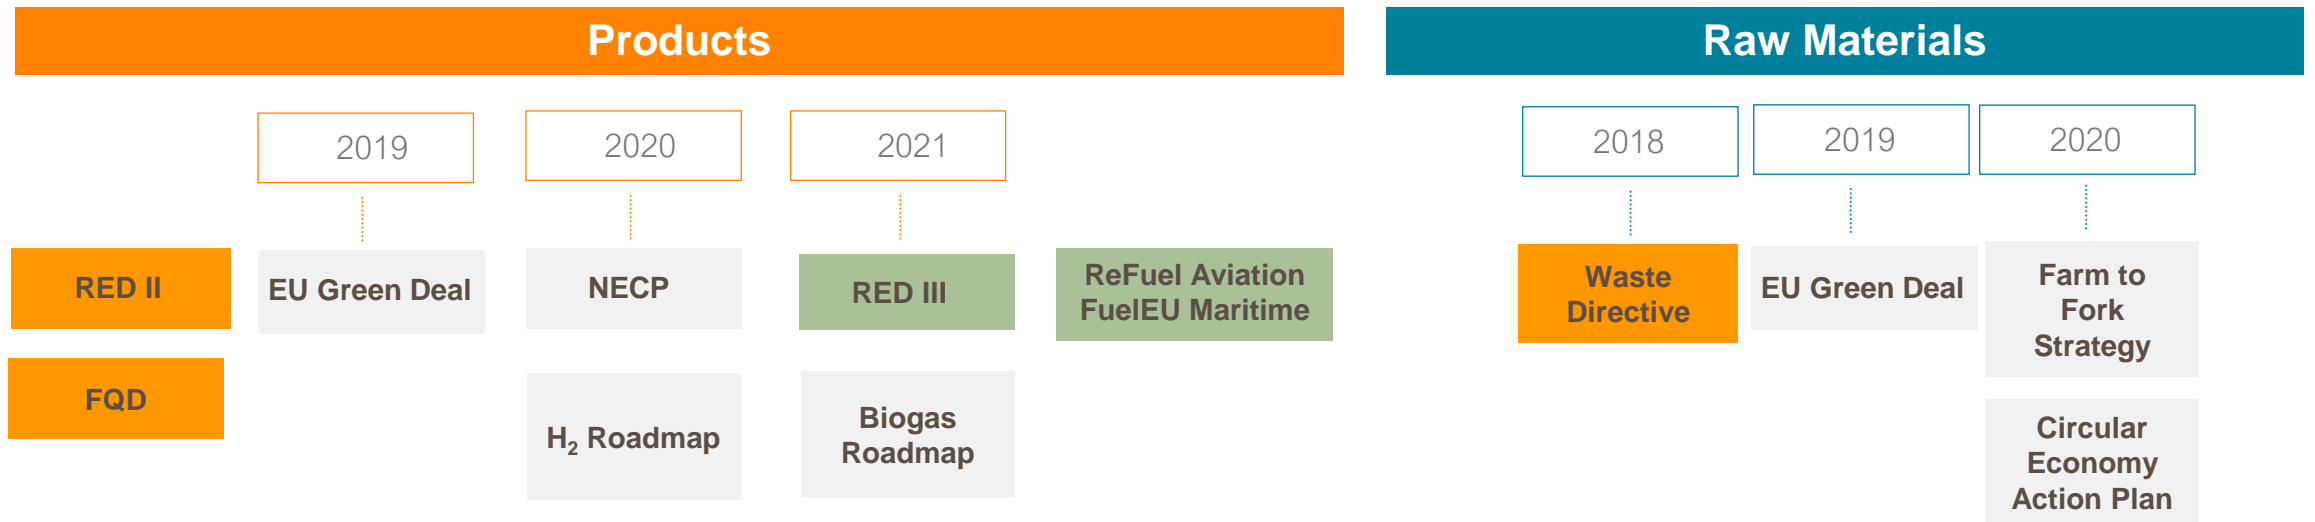 Products
2019
2020
2021
RED II
EU Green Deal
NECP
RED III
ReFuel Aviation
FuelEU Maritime
FQD
H₂ Roadmap
Biogas
Roadmap
Raw Materials
2018
2019
2020
Waste
Directive
EU Green Deal
Farm to
Fork
Strategy
Circular
Economy
Action Plan